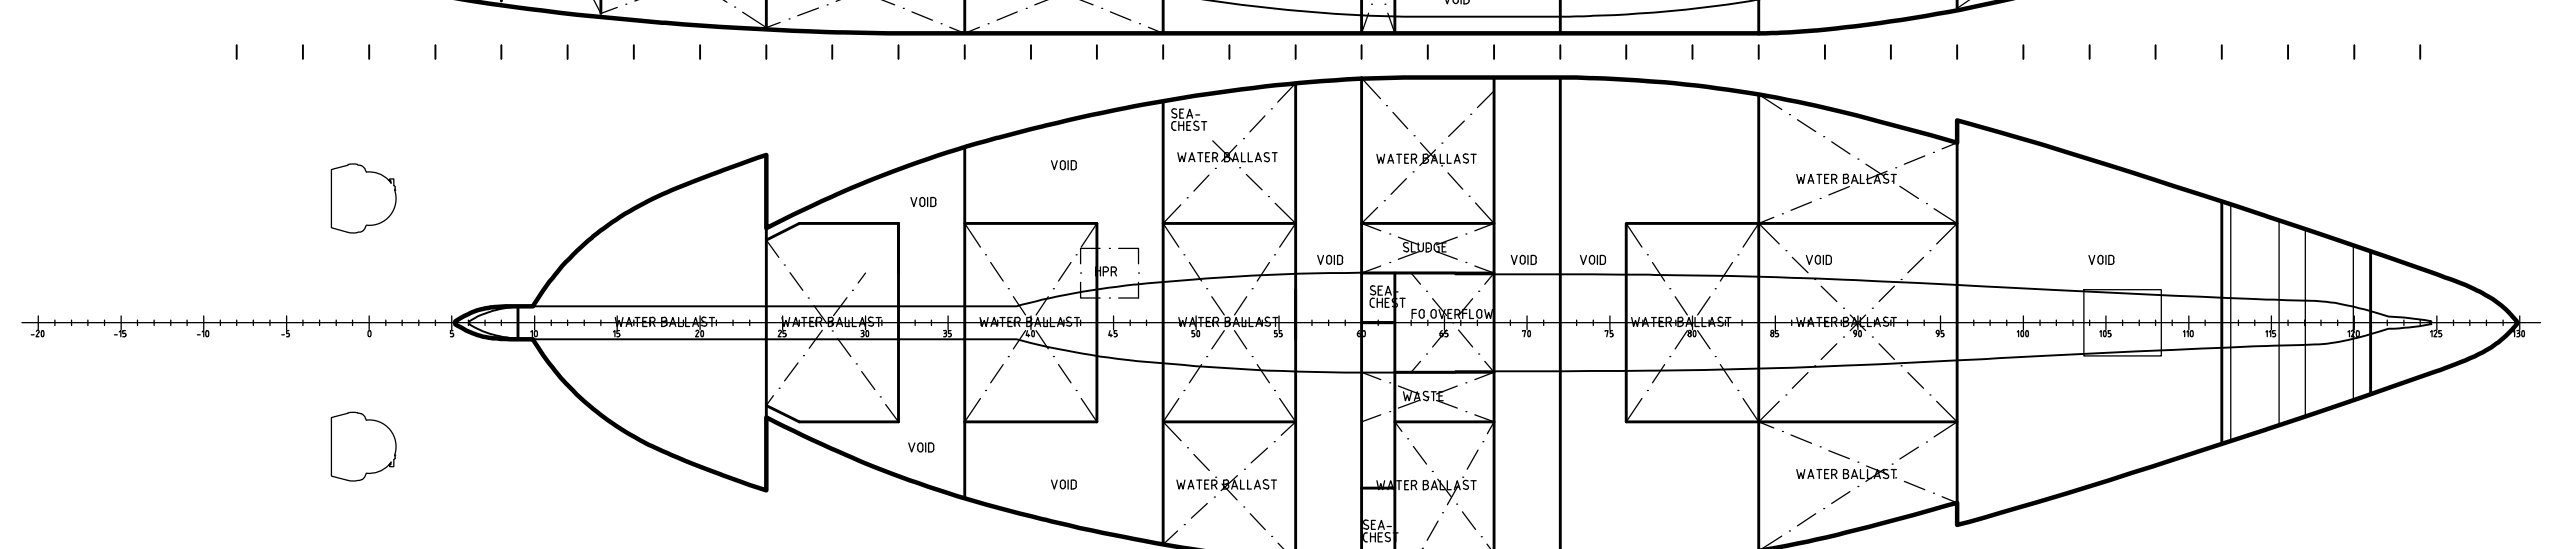 VOID
SEA-
CHEST
WATER BALLAST
WATER BALLAST
VOID
WATER BALLAST
VOID
SLUDGE
VOID
VOID
VOID
VOID
VOID
HPR
SEA-
CHEST
FO OVERFLOW
WATER BALLAST
WATER BALLAST
WATER BALLAST
WATER BALLAST
WATER BALLAST
WATER BALLAST
-20 -15 -10 -5 0 5 10 15 20 25 30 35 40 45 50 55 60 65 70 75 80 85 90 95 100 105 110 115 120 125 130
WASTE
VOID
WATER BALLAST
VOID
WATER BALLAST
WATER BALLAST
SEA-
CHEST